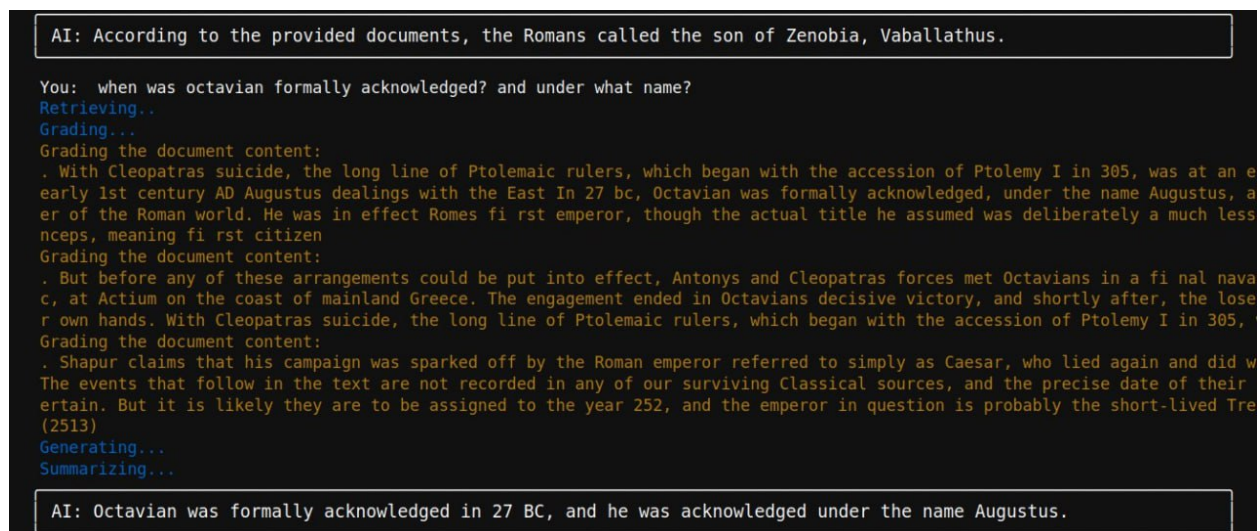 AI: According to the provided documents, the Romans called the son of Zenobia, Vaballathus.
You:  when was octavian formally acknowledged? and under what name?
Retrieving..
Grading...
Grading the document content:
. With Cleopatras suicide, the long line of Ptolemaic rulers, which began with the accession of Ptolemy I in 305, was at an e
early 1st century AD Augustus dealings with the East In 27 bc, Octavian was formally acknowledged, under the name Augustus, a
er of the Roman world. He was in effect Romes fi rst emperor, though the actual title he assumed was deliberately a much less
nceps, meaning fi rst citizen
Grading the document content:
. But before any of these arrangements could be put into effect, Antonys and Cleopatras forces met Octavians in a fi nal nava
c, at Actium on the coast of mainland Greece. The engagement ended in Octavians decisive victory, and shortly after, the lose
r own hands. With Cleopatras suicide, the long line of Ptolemaic rulers, which began with the accession of Ptolemy I in 305,
Grading the document content:
. Shapur claims that his campaign was sparked off by the Roman emperor referred to simply as Caesar, who lied again and did w
The events that follow in the text are not recorded in any of our surviving Classical sources, and the precise date of their
ertain. But it is likely they are to be assigned to the year 252, and the emperor in question is probably the short-lived Tre
(2513)
Generating...
Summarizing...
AI: Octavian was formally acknowledged in 27 BC, and he was acknowledged under the name Augustus.